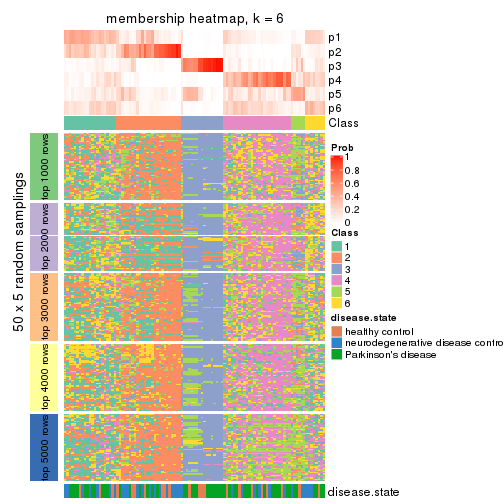 membership heatmap, k = 6
p1
p2
p3
p4
p5
p6
Class
50 x 5 random samplings
top 1000 rows
top 2000 rows
top 3000 rows
top 4000 rows
top 5000 rows
Prob
1
0.8
0.6
0.4
0.2
0
Class
1
2
3
4
5
6
disease.state
healthy control
neurodegenerative disease contro
Parkinson's disease
disease.state